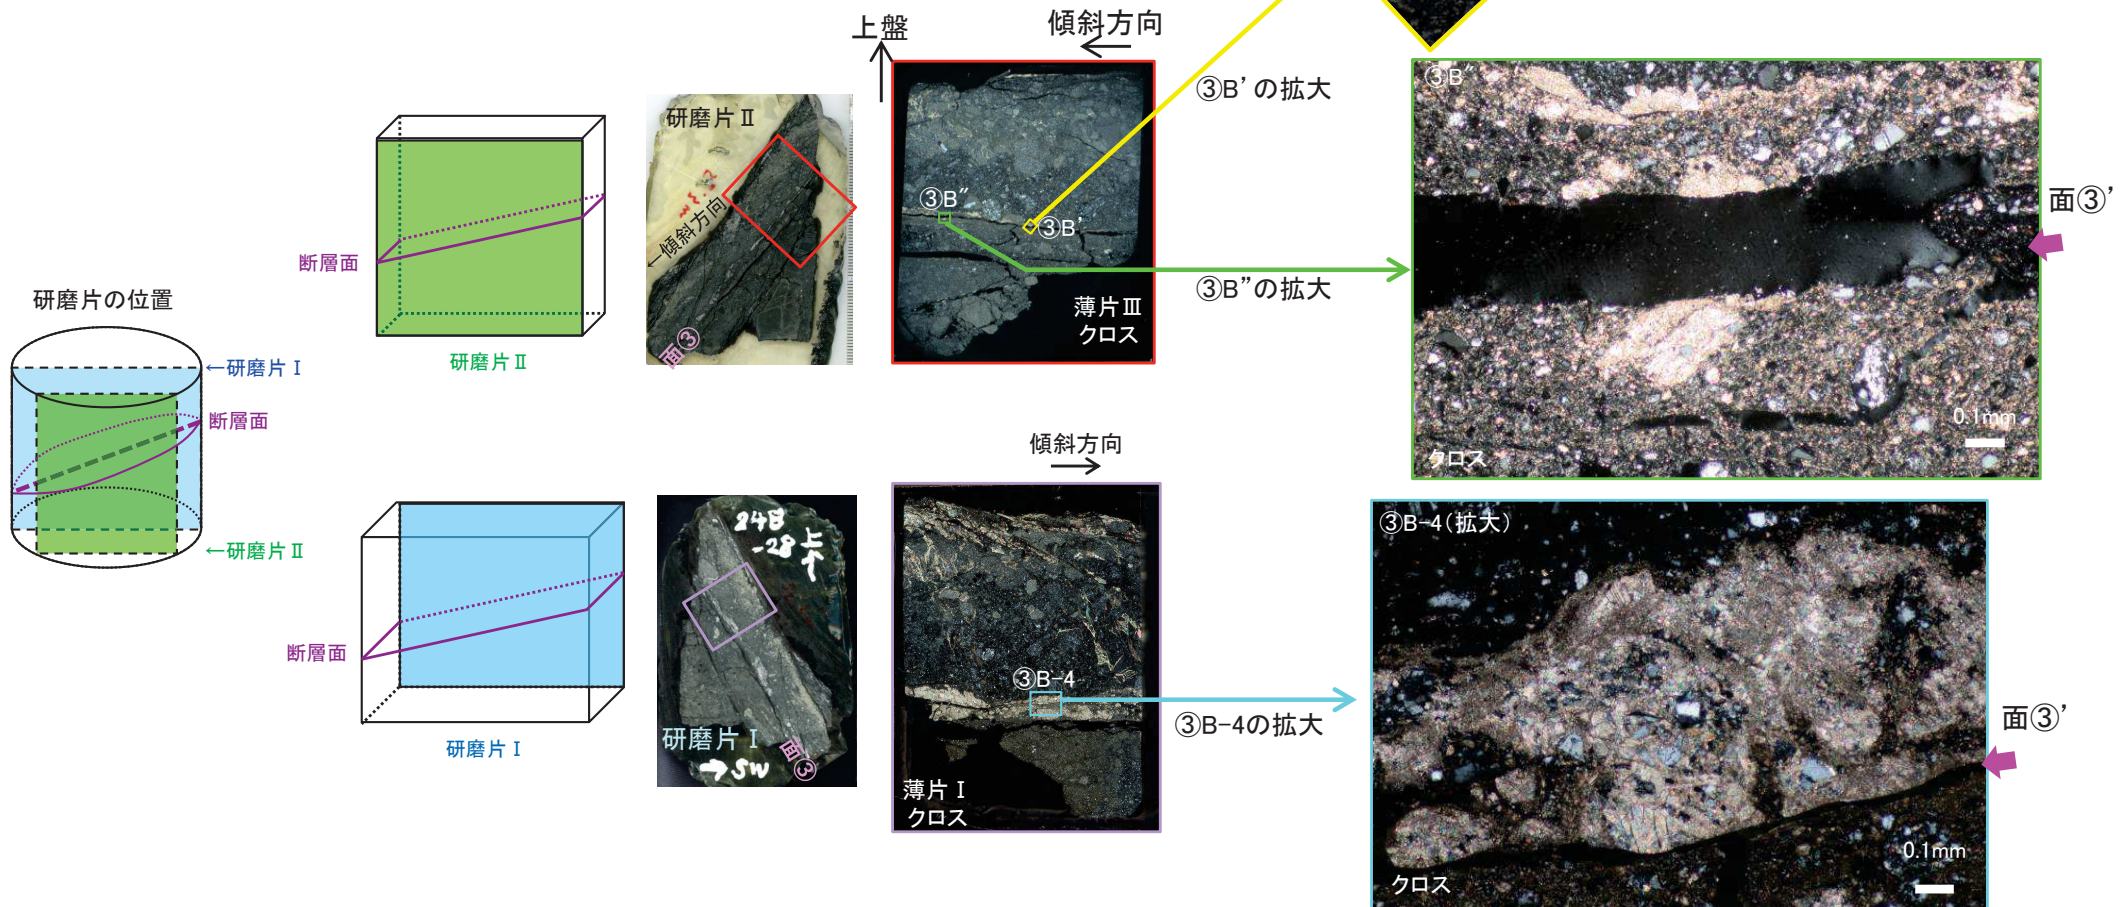 上盤
傾斜方向
③B’の拡大
③B”
面③’
研磨片Ⅱ
←傾斜方向
面③
③B”
③B’
薄片Ⅲ
クロス
③B”の拡大
0.1mm
クロス
断層面
研磨片Ⅱ
研磨片の位置
←研磨片Ⅰ
断層面
←研磨片Ⅱ
傾斜方向
断層面
研磨片Ⅰ
24B
-28 上
研磨片Ⅰ
→SW
面③
③B-4
薄片Ⅰ
クロス
③B-4の拡大
③B-4(拡大)
面③’
0.1mm
クロス